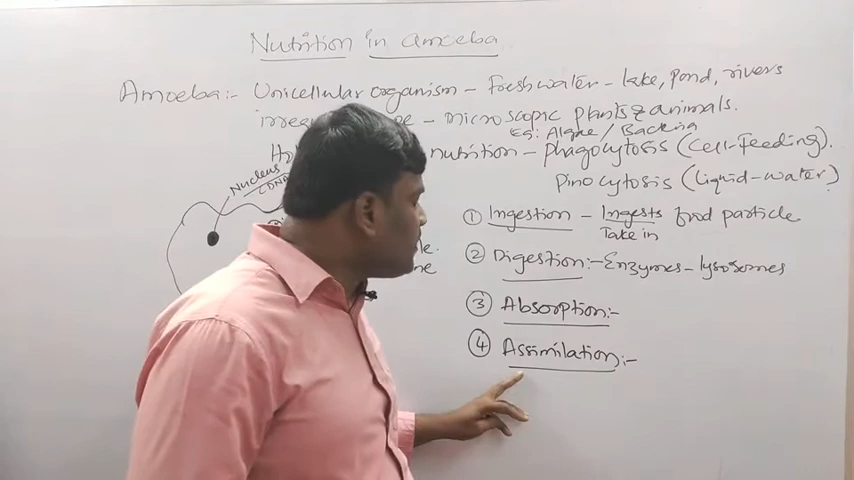 Nutrition in amoeba
Amoeba:- Unicellular organism - Freshwater - lake, pond, rivers
- microscopic plants & animals.
Eg: Algae / Bactria
nutrition - phagocytosis (Cell-Feeding).
Pinocytosis (liquid-water)
Nucleus
(DNA
① Ingestion - Ingests food particle
Take in
② Digestion:- Enzymes - lysosomes
③ Absorption:-
④ Assimilation:-